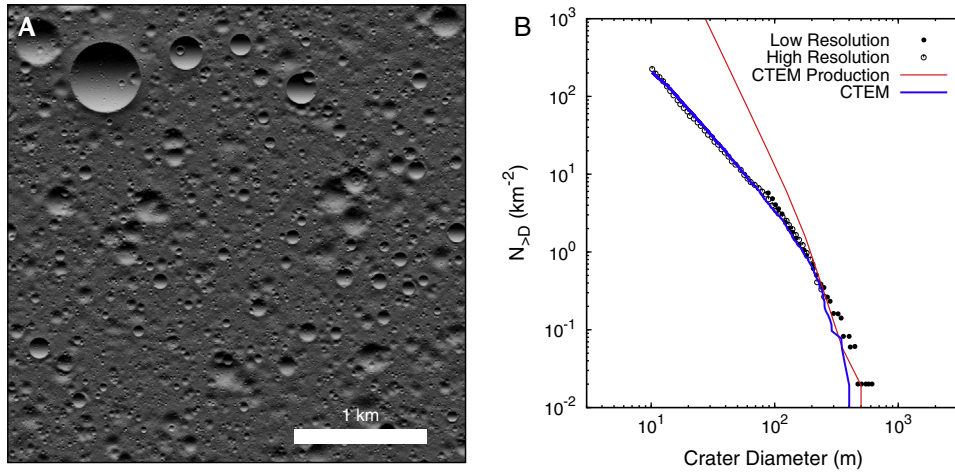 A
1 km
B
N>D (km-2)
103
102
101
100
10-1
10-2
Low Resolution
High Resolution
CTEM Production
CTEM
101 102 103
Crater Diameter (m)